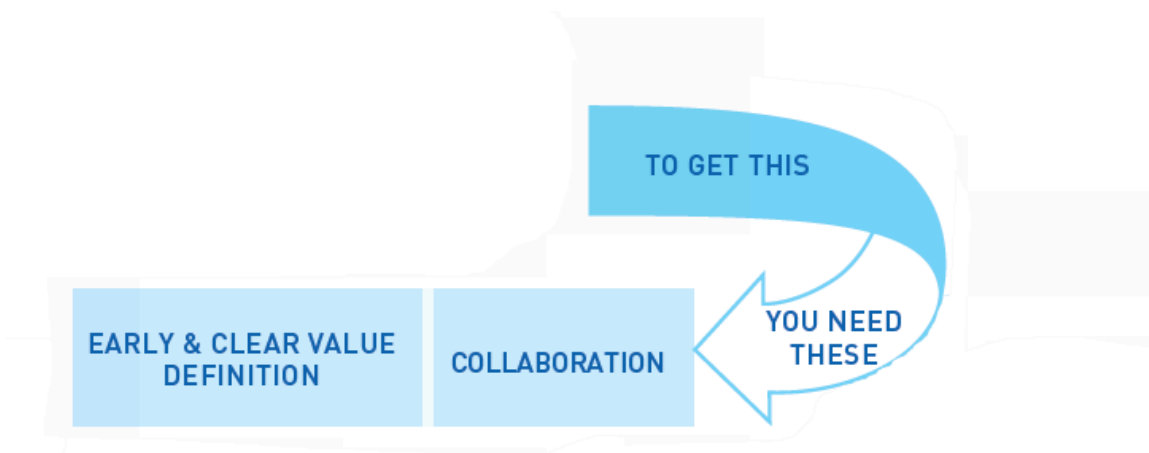 TO GET THIS
YOU NEED
THESE
EARLY & CLEAR VALUE
DEFINITION
COLLABORATION